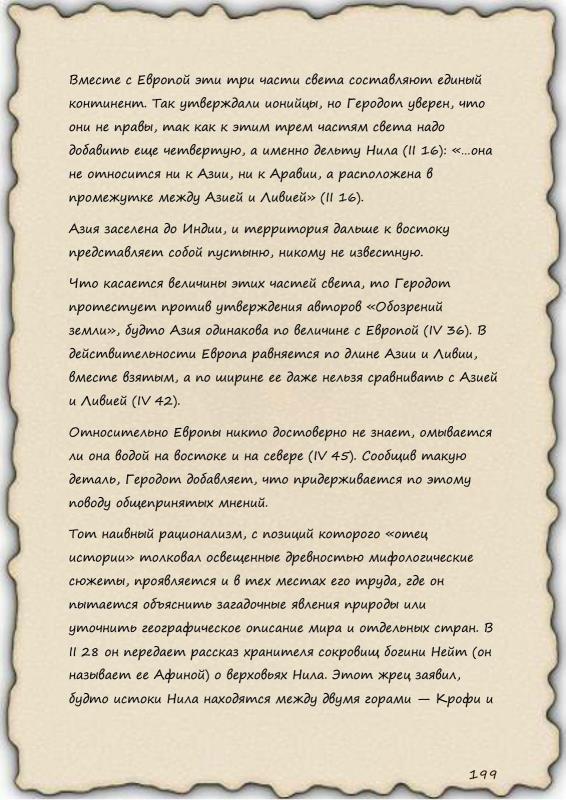 Вместе с Европой эти три части света составляют единый
континент. Так утверждали ионийцы, но Геродот уверен, что
они не правы, так как к этим трем частям света надо
добавить еще четвертую, а именно дельту Нила (II 16): «...она
не относится ни к Азии, ни к Аравии, а расположена в
промежутке между Азией и Ливией» (II 16).
Азия заселена до Индии, и территория дальше к востоку
представляет собой пустыню, никому не известную.
Что касается величины этих частей света, то Геродот
протестует против утверждения авторов «Обозрений
земли», будто Азия одинакова по величине с Европой (IV 36). В
действительности Европа равняется по длине Азии и Ливии,
вместе взятым, а по ширине ее даже нельзя сравнивать с Азией
и Ливией (IV 42).
Относительно Европы никто достоверно не знает, омывается
ли она водой на востоке и на севере (IV 45). Сообщив такую
деталь, Геродот добавляет, что придерживается по этому
поводу общепринятых мнений.
Тот наивный рационализм, с позиций которого «отец
истории» толковал освещенные древностью мифологические
сюжеты, проявляется и в тех местах его труда, где он
пытается объяснить загадочные явления природы или
уточнить географическое описание мира и отдельных стран. В
II 28 он передает рассказ хранителя сокровищ богини Нейт (он
называет ее Афиной) о верховьях Нила. Этот жрец заявил,
будто истоки Нила находятся между двумя горами — Крофи и
199